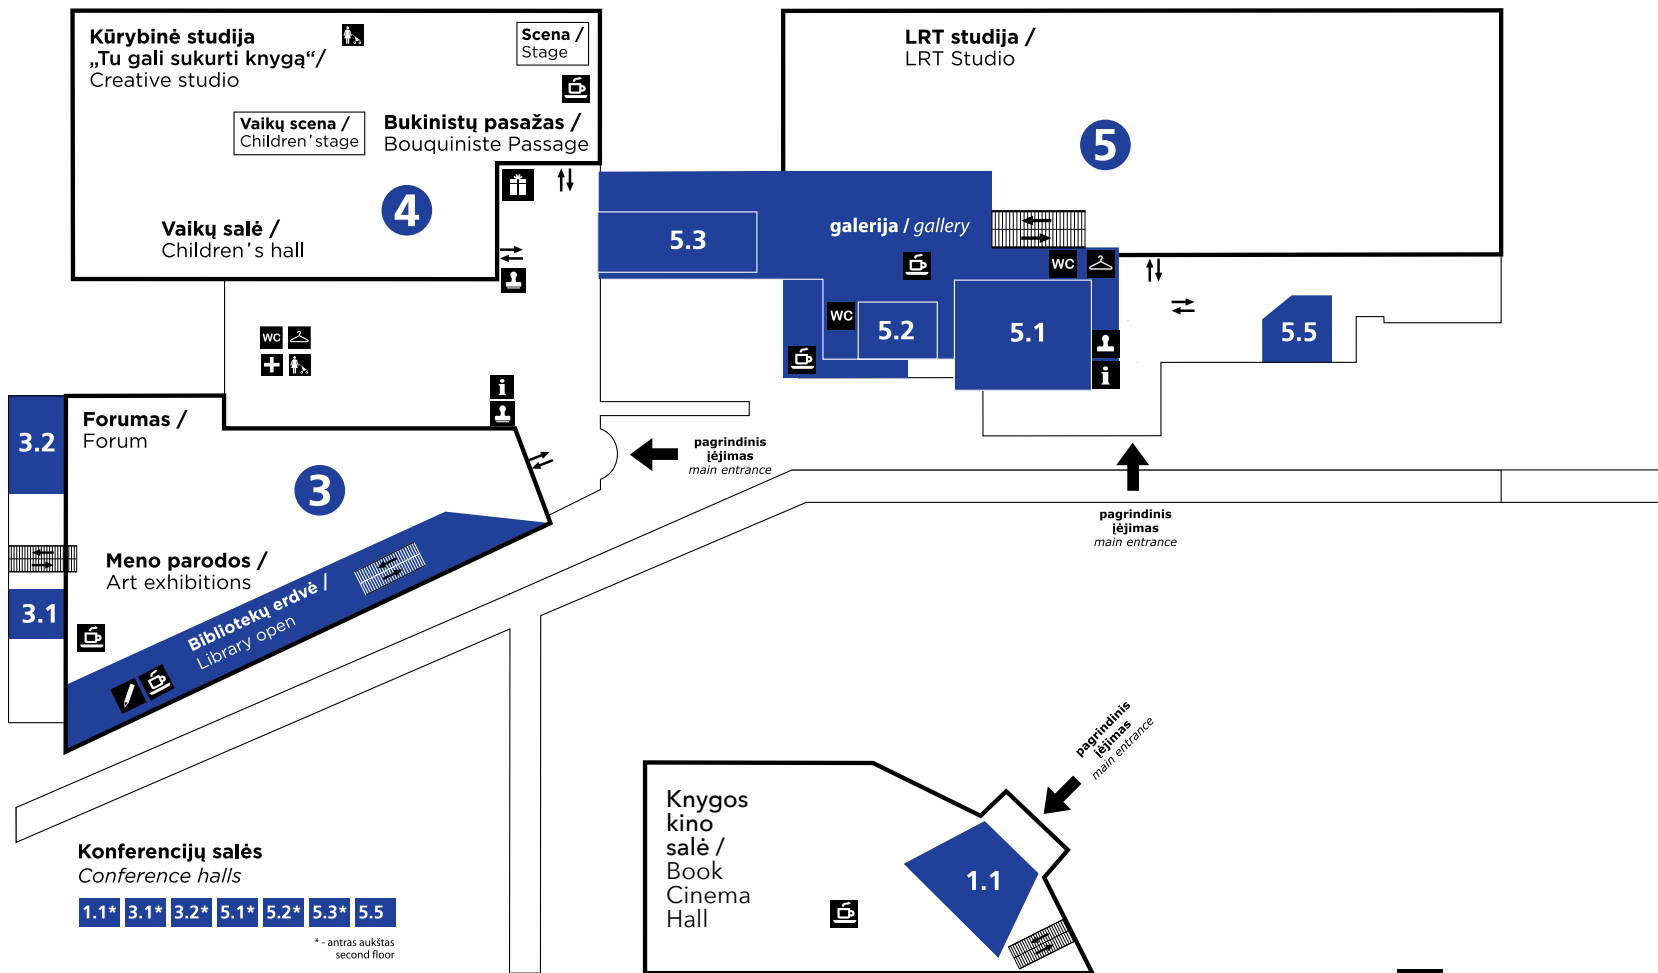 Kūrybinė studija
„Tu gali sukurti knygą“/
Creative studio
Scena /
Stage
Vaikų scena /
Children'stage
Bukinistų pasažas /
Bouquiniste Passage
4
Vaikų salė /
Children's hall
LRT studija /
LRT Studio
5
5.3
galerija / gallery
WC
WC
5.2
5.1
5.5
i
WC
i
3.2
Forumas /
Forum
3
pagrindinis
įėjimas
main entrance
pagrindinis
įėjimas
main entrance
Meno parodos /
Art exhibitions
3.1
Bibliotekų erdvė /
Library open
pagrindinis
įėjimas
main entrance
Knygos
kino
salė /
Book
Cinema
Hall
1.1
Konferencijų salės
Conference halls
1.1* 3.1* 3.2* 5.1* 5.2* 5.3* 5.5
* - antras aukštas
second floor